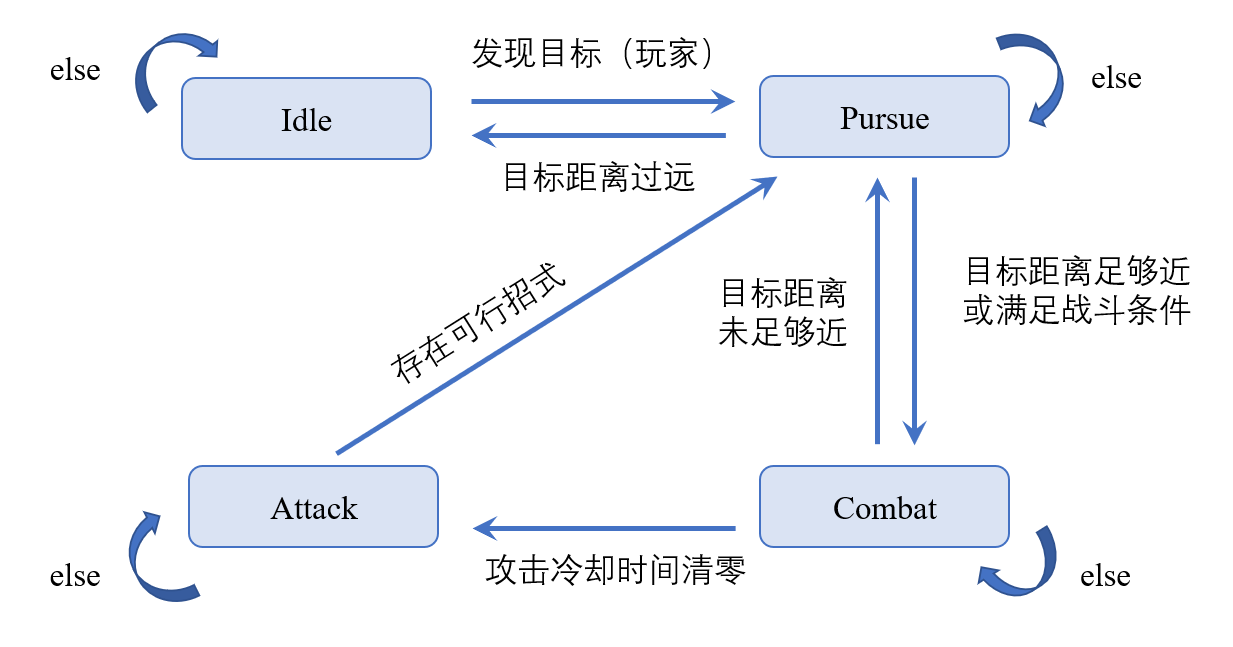 else
发现目标（玩家）
else
Idle
Pursue
目标距离过远
存在可行招式
目标距离
未足够近
目标距离足够近
或满足战斗条件
Attack
Combat
else
攻击冷却时间清零
else